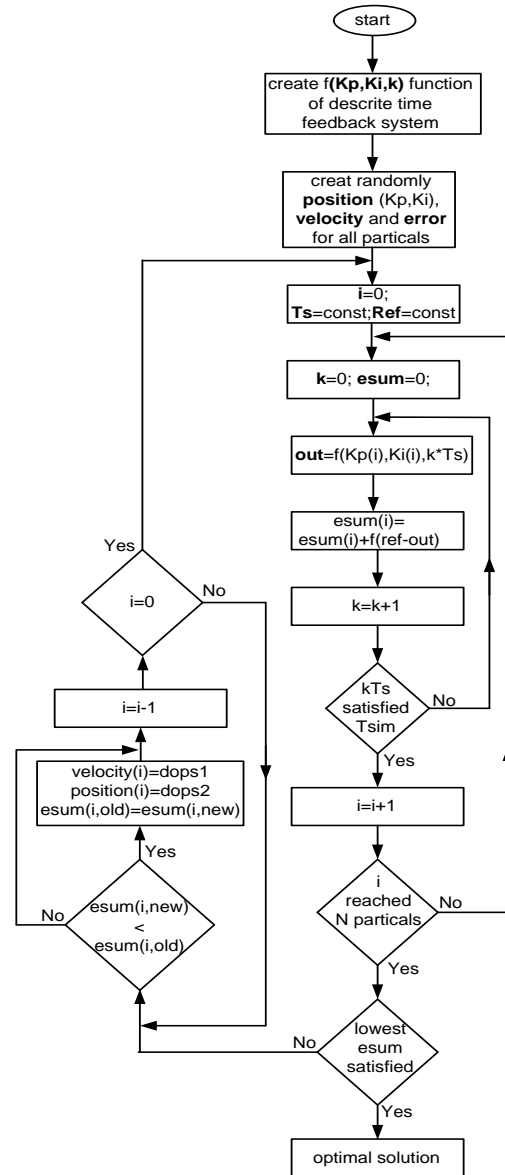 start
create f(Kp,Ki,k) function
of descrite time
feedback system
creat randomly
position (Kp,Ki),
velocity and error
for all particals
i=0;
Ts=const;Ref=const
k=0; esum=0;
out=f(Kp(i),Ki(i),k*Ts)
esum(i)=
esum(i)+f(ref-out)
k=k+1
kTs
satisfied
Tsim
No
Yes
i=i+1
i
reached
N particals
No
Yes
lowest
esum
satisfied
No
Yes
optimal solution
esum(i,new)
<
esum(i,old)
No
Yes
velocity(i)=dops1
position(i)=dops2
esum(i,old)=esum(i,new)
i=i-1
i=0
Yes
No